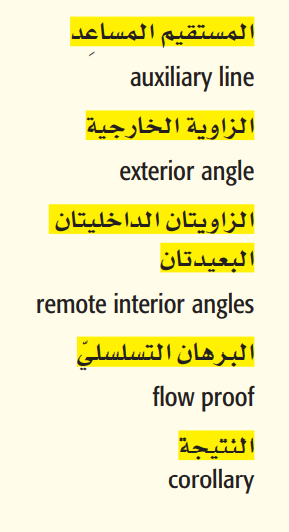 المستقيم المساعِد
auxiliary line
الزاوية الخارجية
exterior angle
الزاويتان الداخليتان
البعيدتان
remote interior angles
البرهان التسلسليّ
flow proof
النتيجة
corollary